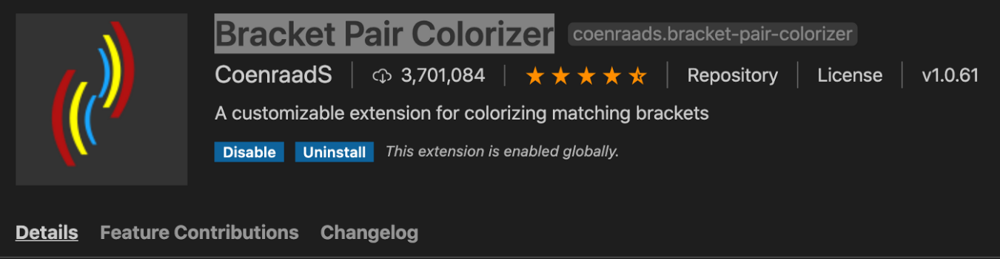 Bracket Pair Colorizer coenraads.bracket-pair-colorizer
CoenraadS 3,701,084 Repository License v1.0.61
A customizable extension for colorizing matching brackets
Disable Uninstall This extension is enabled globally.
Details Feature Contributions Changelog